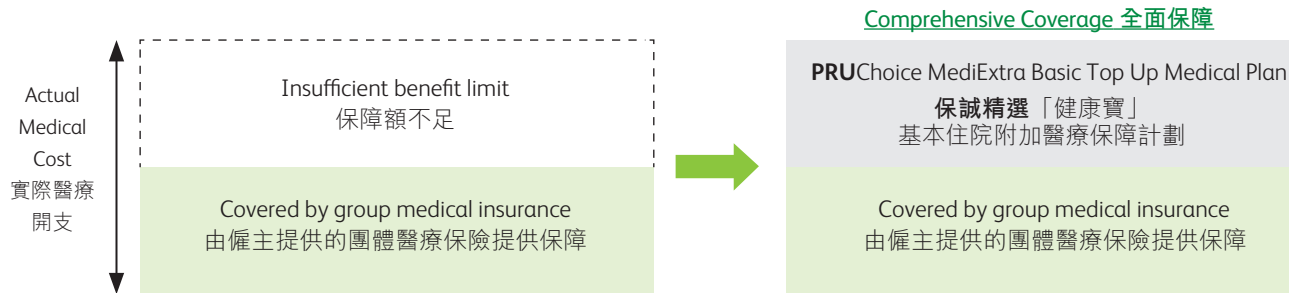 Actual
Medical
Cost
實際醫療
開支
Insufficient benefit limit
保障額不足
Covered by group medical insurance
由僱主提供的團體醫療保險提供保障
Comprehensive Coverage 全面保障
PRUChoice MediExtra Basic Top Up Medical Plan
保誠精選「健康寶」
基本住院附加醫療保障計劃
Covered by group medical insurance
由僱主提供的團體醫療保險提供保障